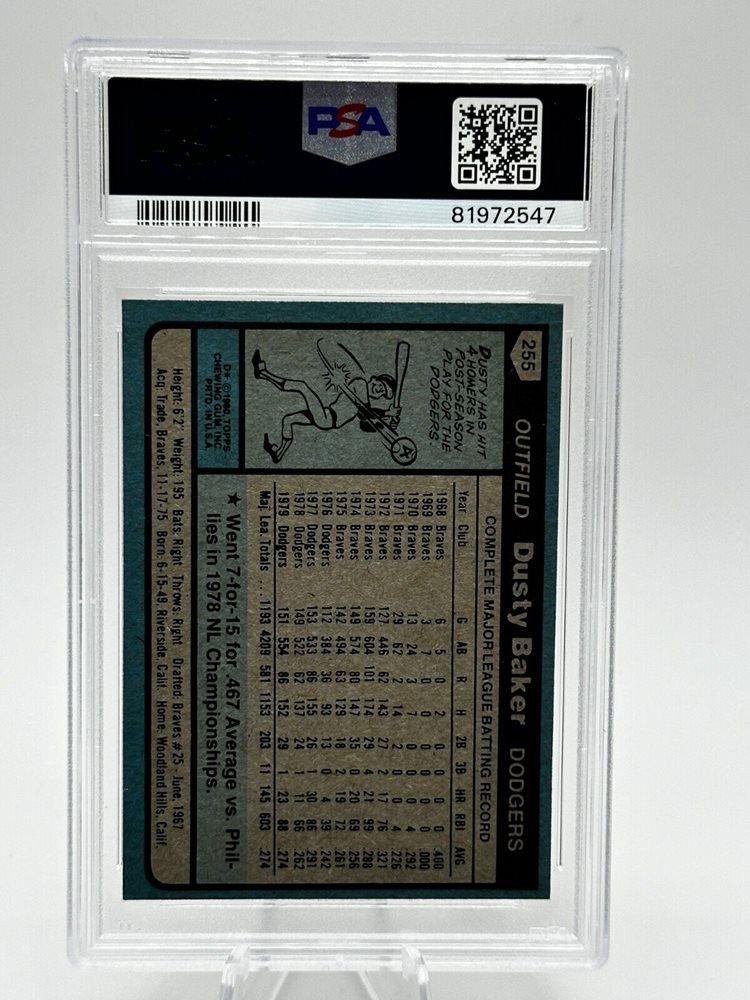 PSA
81972547
255
OUTFIELD Dusty Baker DODGERS
DUSTY HAS HIT
4 HOMERS IN
POST-SEASON
PLAY FOR THE
DODGERS.
4
D* © 1980 TOPPS
CHEWING GUM, INC.
PRTD. IN U.S.A.
COMPLETE MAJOR LEAGUE BATTING RECORD
Year Club G AB R H 2B 3B HR RBI AVG
1968 Braves 6 5 0 2 0 0 0 0 .400
1969 Braves 3 7 0 0 0 0 0 0 .000
1970 Braves 13 24 3 7 0 0 0 4 .292
1971 Braves 29 62 2 14 2 0 0 4 .226
1972 Braves 127 446 62 143 27 2 17 76 .321
1973 Braves 159 604 101 174 29 4 21 99 .288
1974 Braves 149 574 80 147 35 0 20 69 .256
1975 Braves 142 494 63 129 18 2 19 72 .261
1976 Dodgers 112 384 36 93 13 0 4 39 .242
1977 Dodgers 153 533 86 155 26 1 30 86 .291
1978 Dodgers 149 522 62 137 24 1 11 66 .262
1979 Dodgers 151 554 86 152 29 1 23 88 .274
Maj. Lea. Totals . . . 1193 4209 581 1153 203 11 145 603 .274
★ Went 7-for-15 for .467 Average vs. Phil-
lies in 1978 NL Championships.
Height: 6'2" Weight: 195 Bats: Right Throws: Right Drafted: Braves #25 - June, 1967
Acq: Trade, Braves, 11-17-75 Born: 6-15-49, Riverside, Calif. Home: Woodland Hills, Calif.